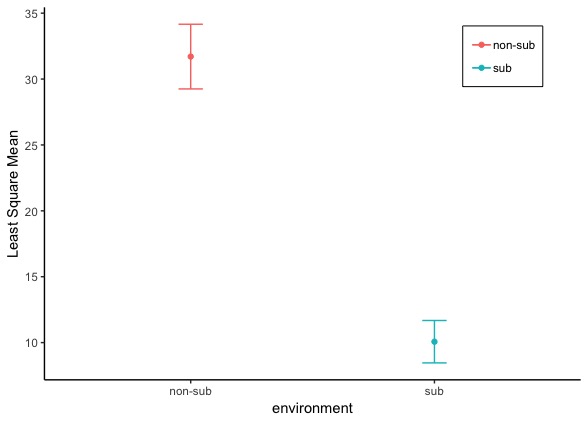 35
30
25
20
15
10
Least Square Mean
non-sub
sub
non-sub
sub
environment